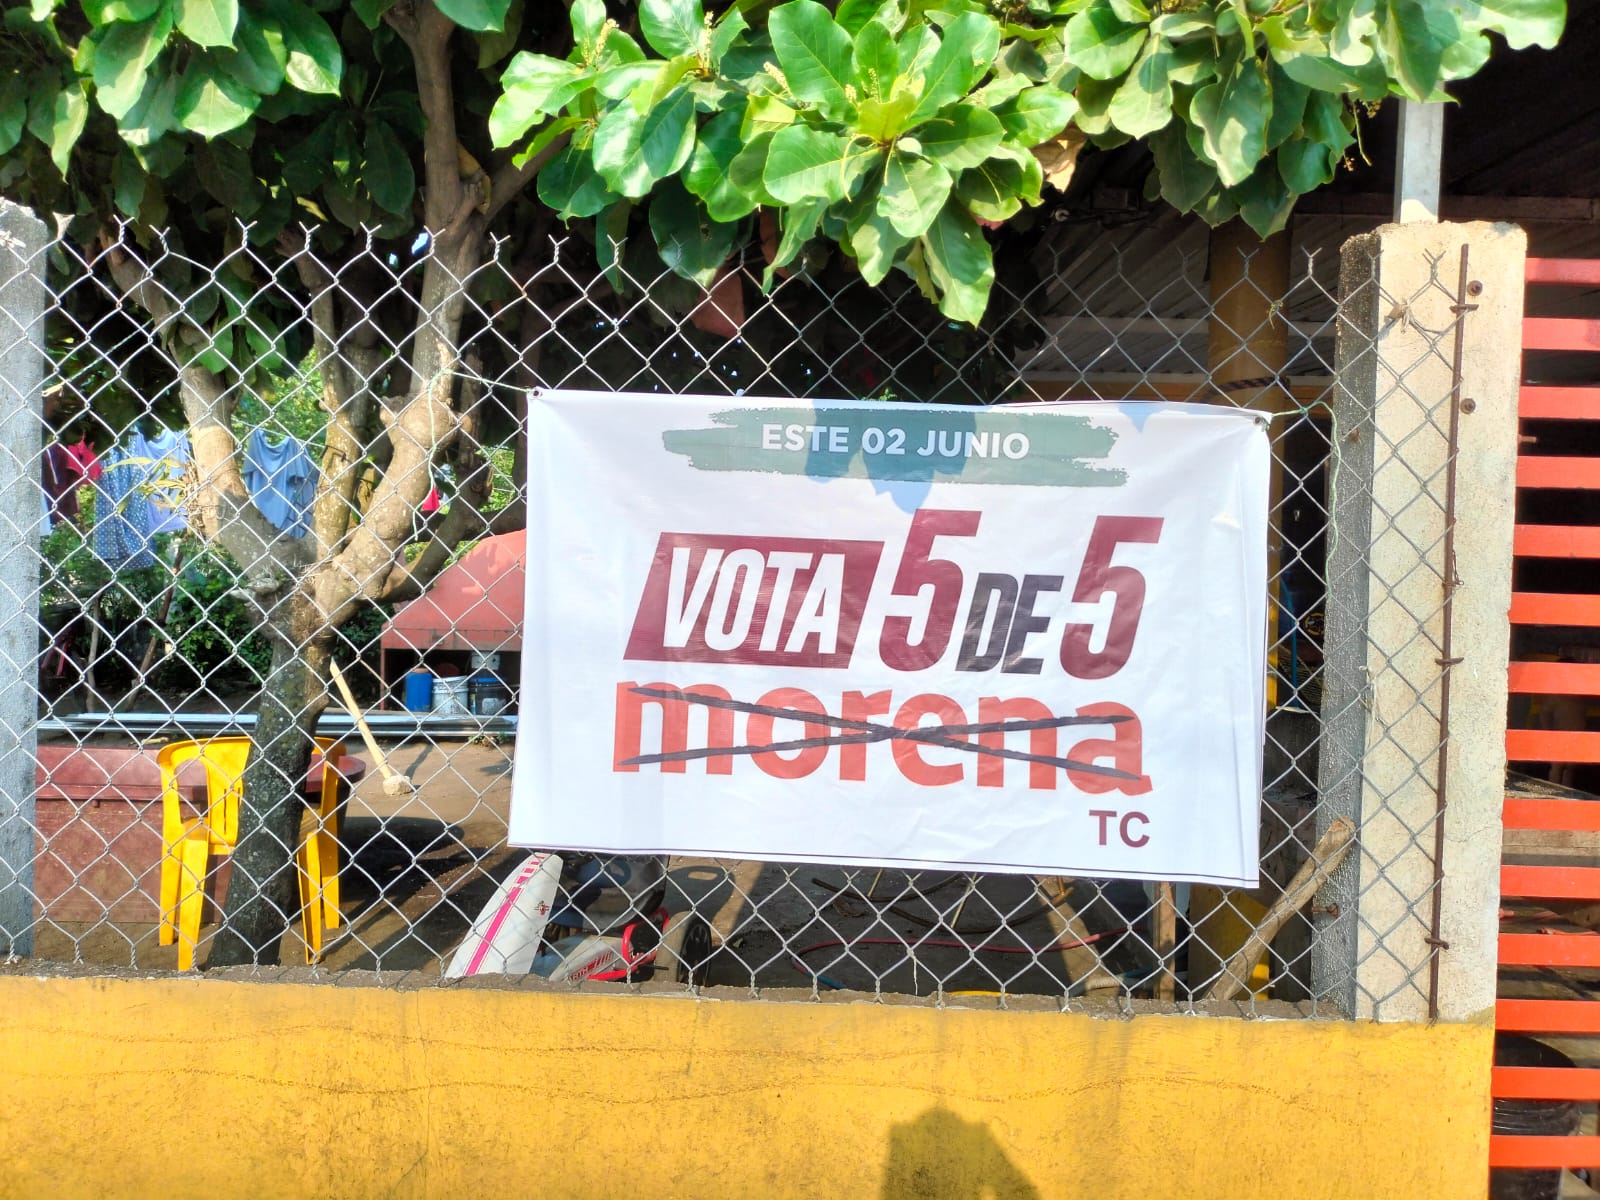 ESTE 02 JUNIO
VOTA 5 DE 5
morena
TC